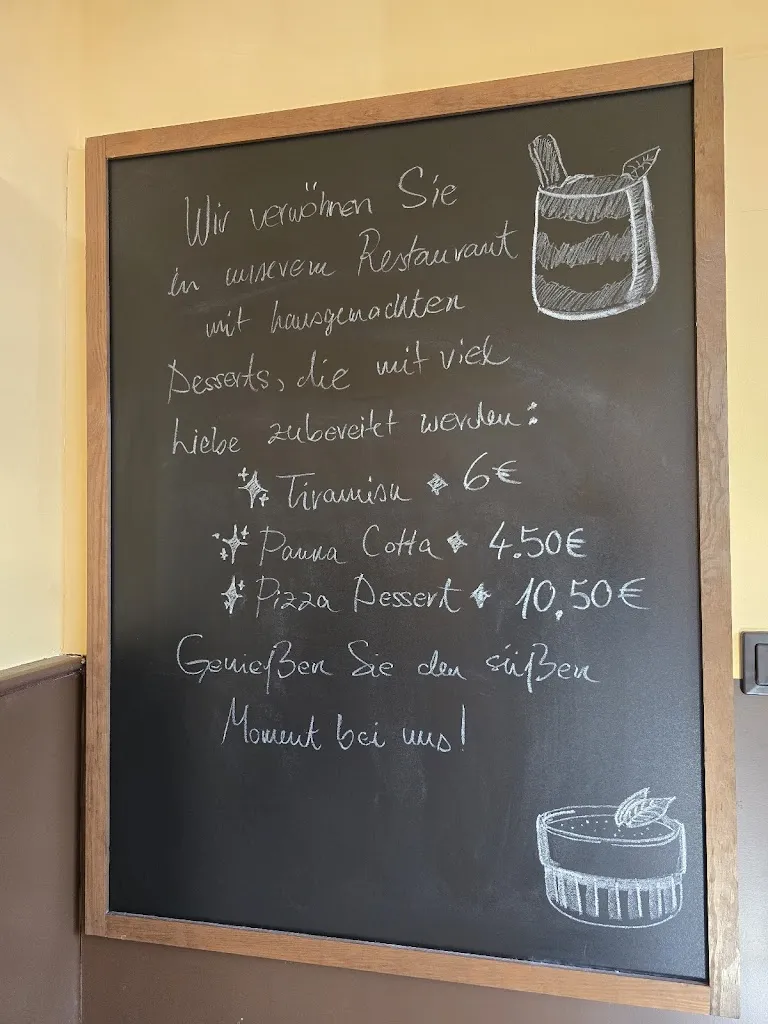 Wir verwöhnen Sie
in unserem Restaurant
mit hausgemachten
Desserts, die mit viel
Liebe zubereitet werden:
Tiramisu 6€
Panna Cotta 4.50€
Pizza Dessert 10,50€
Genießen Sie den süßen
Moment bei uns!